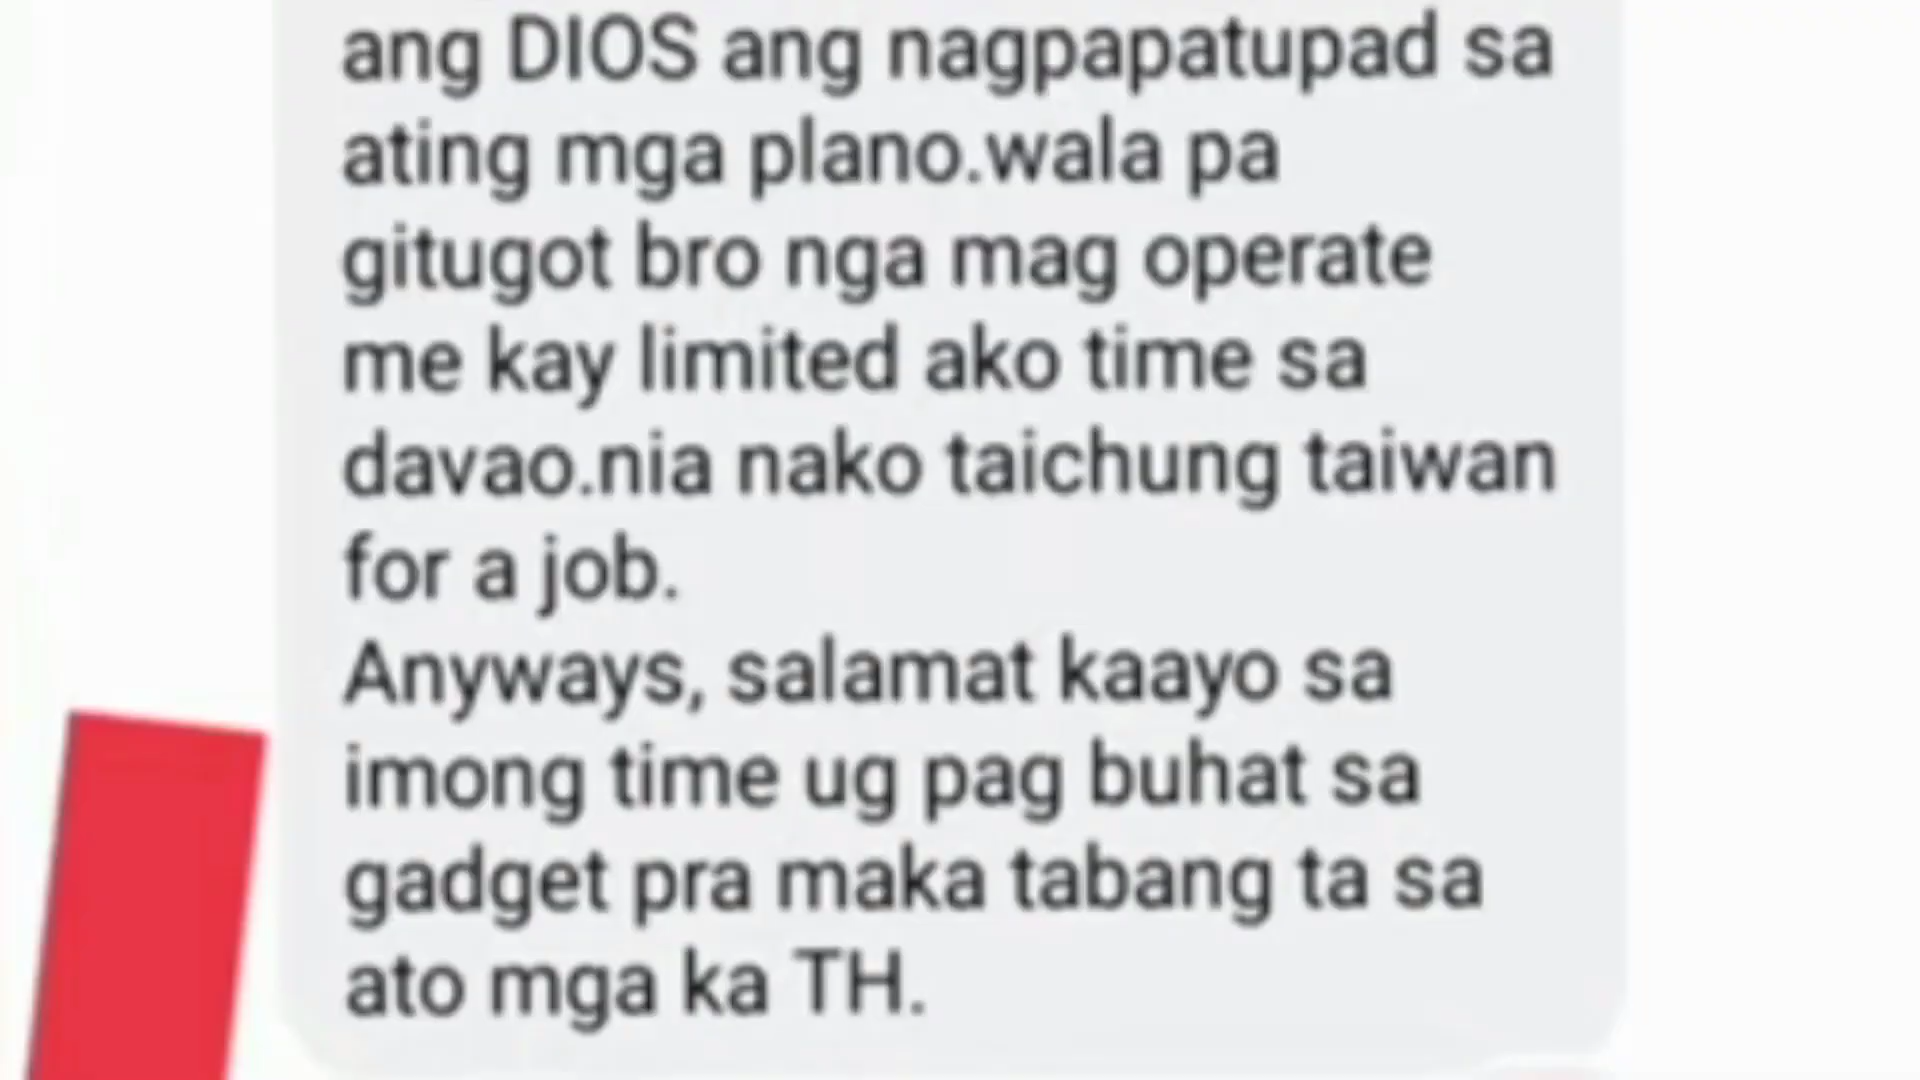 ang DIOS ang nagpapatupad sa
ating mga plano.wala pa
gitugot bro nga mag operate
me kay limited ako time sa
davao.nia nako taichung taiwan
for a job.
Anyways, salamat kaayo sa
imong time ug pag buhat sa
gadget pra maka tabang ta sa
ato mga ka TH.